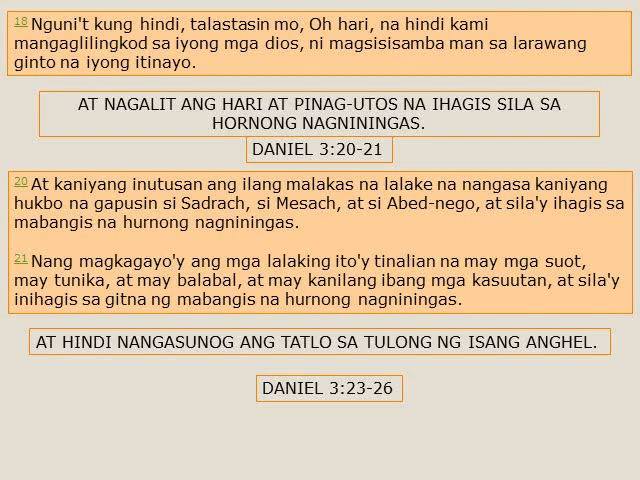 18 Nguni't kung hindi, talastasin mo, Oh hari, na hindi kami
mangaglilingkod sa iyong mga dios, ni magsisisamba man sa larawang
ginto na iyong itinayo.
AT NAGALIT ANG HARI AT PINAG-UTOS NA IHAGIS SILA SA
HORNONG NAGNININGAS.
DANIEL 3:20-21
20 At kaniyang inutusan ang ilang malakas na lalake na nangasa kaniyang
hukbo na gapusin si Sadrach, si Mesach, at si Abed-nego, at sila'y ihagis sa
mabangis na hurnong nagniningas.
21 Nang magkagayo'y ang mga lalaking ito'y tinalian na may mga suot,
may tunika, at may balabal, at may kanilang ibang mga kasuutan, at sila'y
inihagis sa gitna ng mabangis na hurnong nagniningas.
AT HINDI NANGASUNOG ANG TATLO SA TULONG NG ISANG ANGHEL.
DANIEL 3:23-26